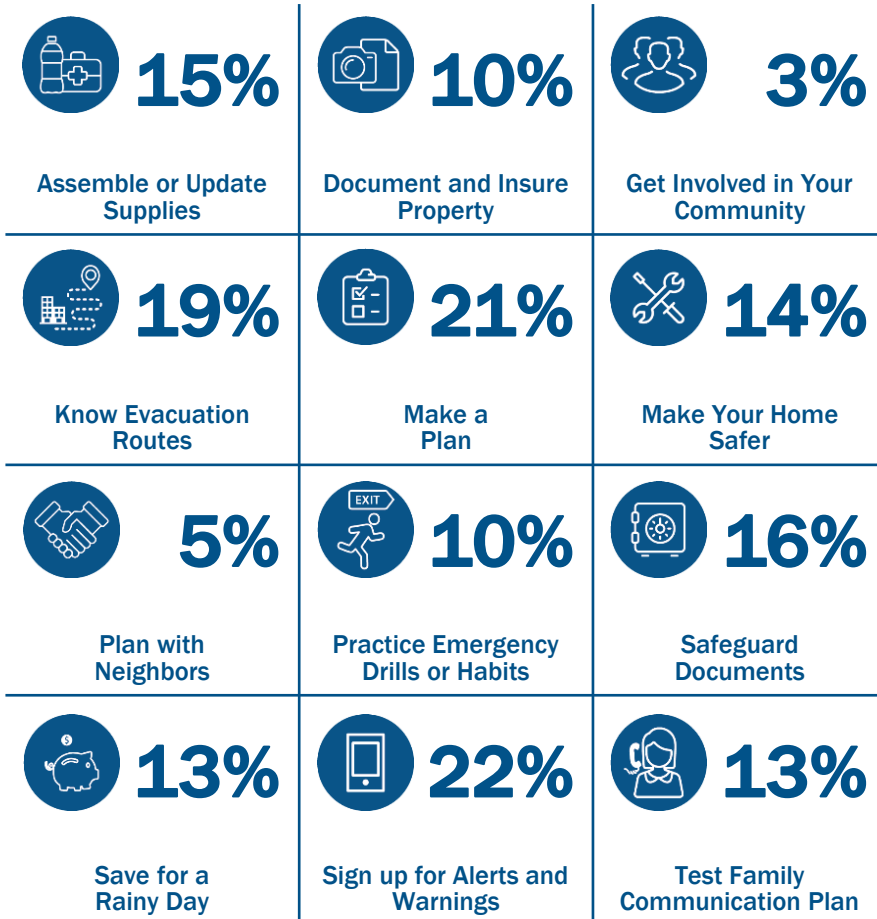 15%
Assemble or Update
Supplies
10%
Document and Insure
Property
3%
Get Involved in Your
Community
19%
Know Evacuation
Routes
21%
Make a
Plan
14%
Make Your Home
Safer
5%
Plan with
Neighbors
EXIT
10%
Practice Emergency
Drills or Habits
16%
Safeguard
Documents
$
13%
Save for a
Rainy Day
22%
Sign up for Alerts and
Warnings
13%
Test Family
Communication Plan